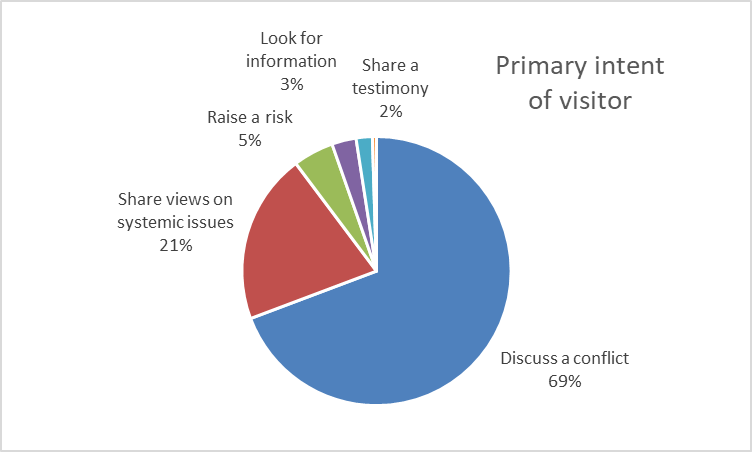 Primary intent
of visitor
Look for
information
3%
Share a
testimony
2%
Raise a risk
5%
Share views on
systemic issues
21%
Discuss a conflict
69%